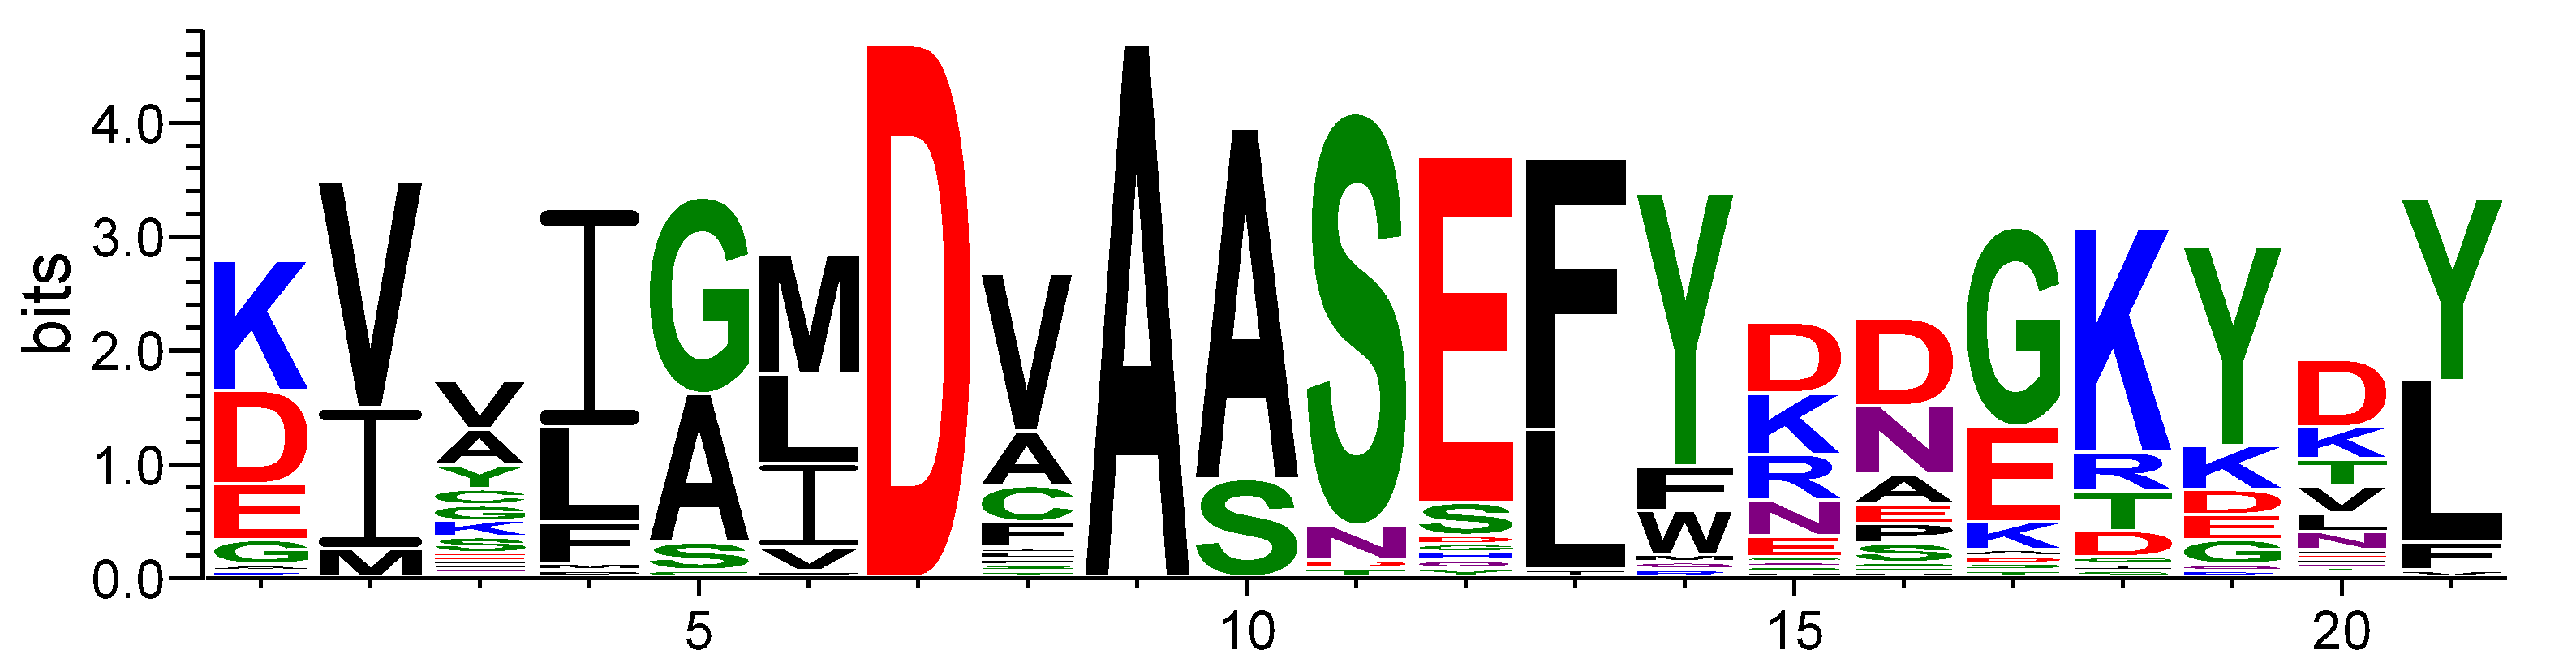 bits
4.0
3.0
2.0
1.0
0.0
K V V I G M D V A A S E F Y D D G K Y D Y
D I A L A L A S N S L F K N E R K K L
E M Y F S I C W R A K T D T F
G C V N E D E V
G E P G L
K S N
S
5 10 15 20